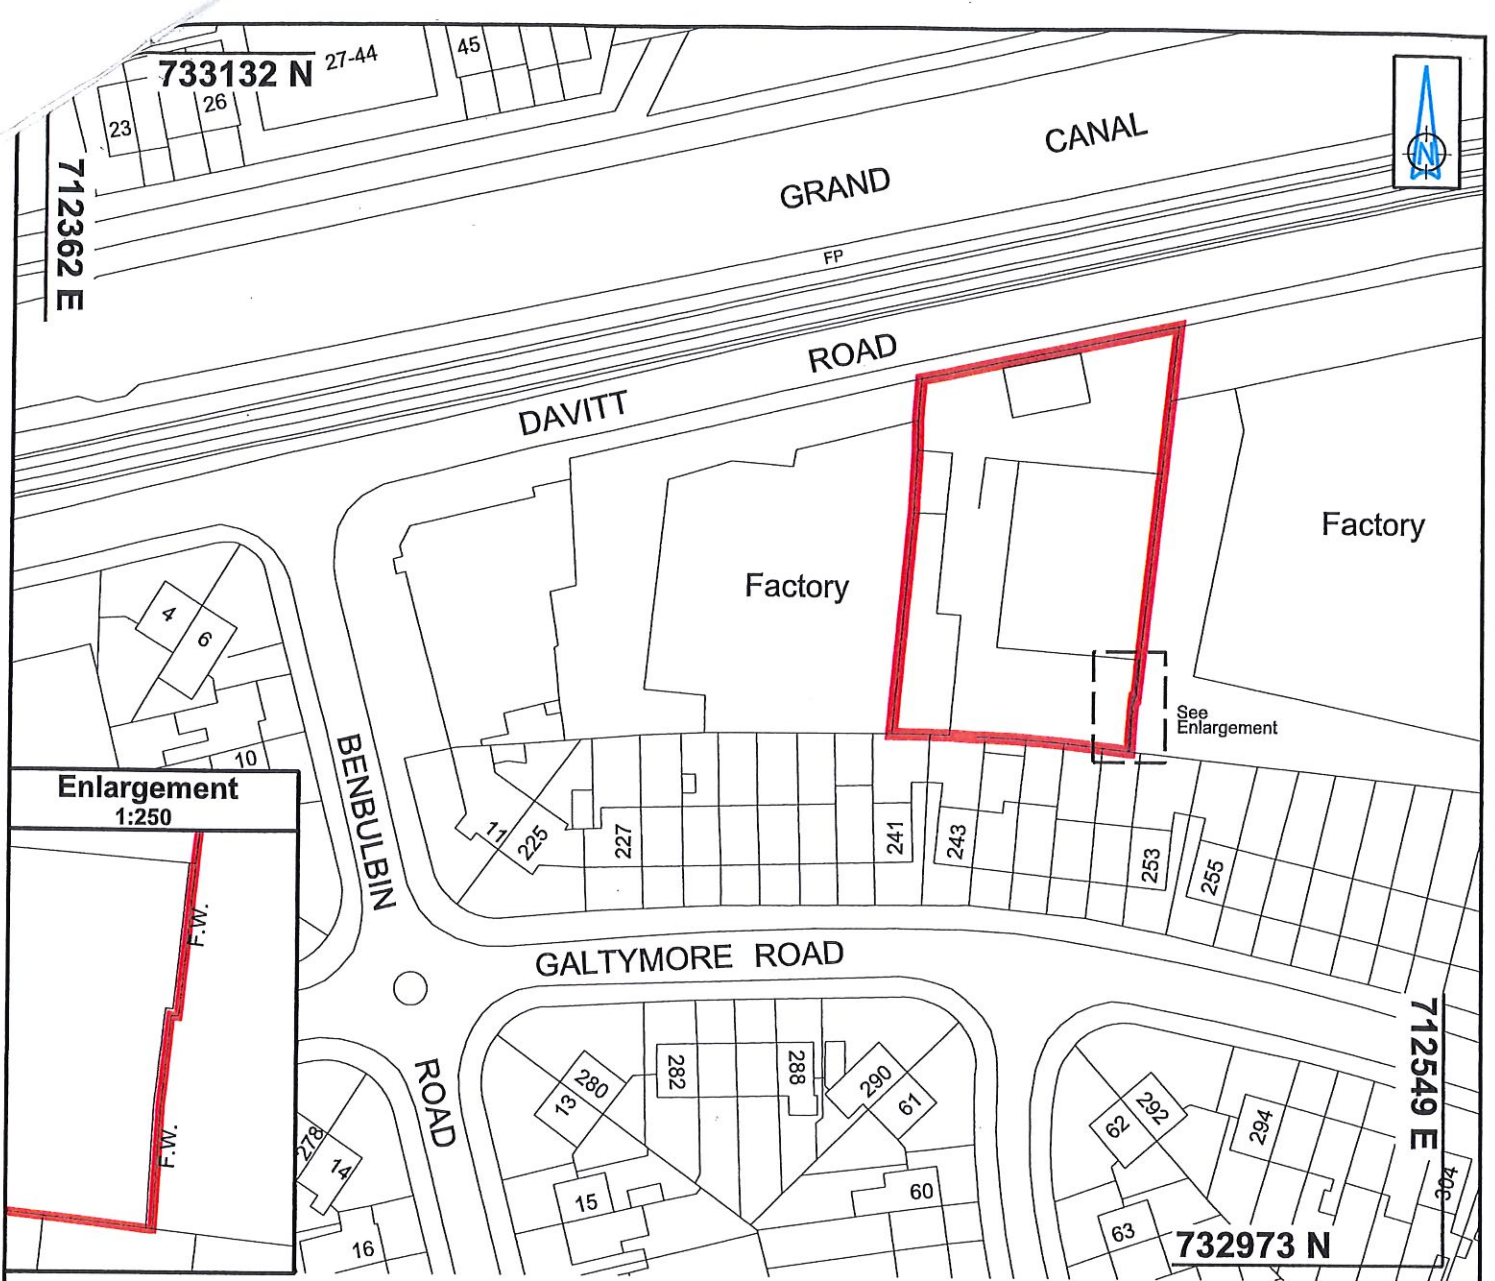 733132 N
27-44
45
23
26
712362 E
N
GRAND CANAL
FP
DAVITT ROAD
Factory
Factory
See
Enlargement
4
6
10
BENBULBIN ROAD
11
225
227
241
243
253
255
Enlargement
1:250
F.W.
F.W.
GALTYMORE ROAD
712549 E
280
13
282
288
290
61
292
62
294
304
278
14
15
60
63
16
732973 N